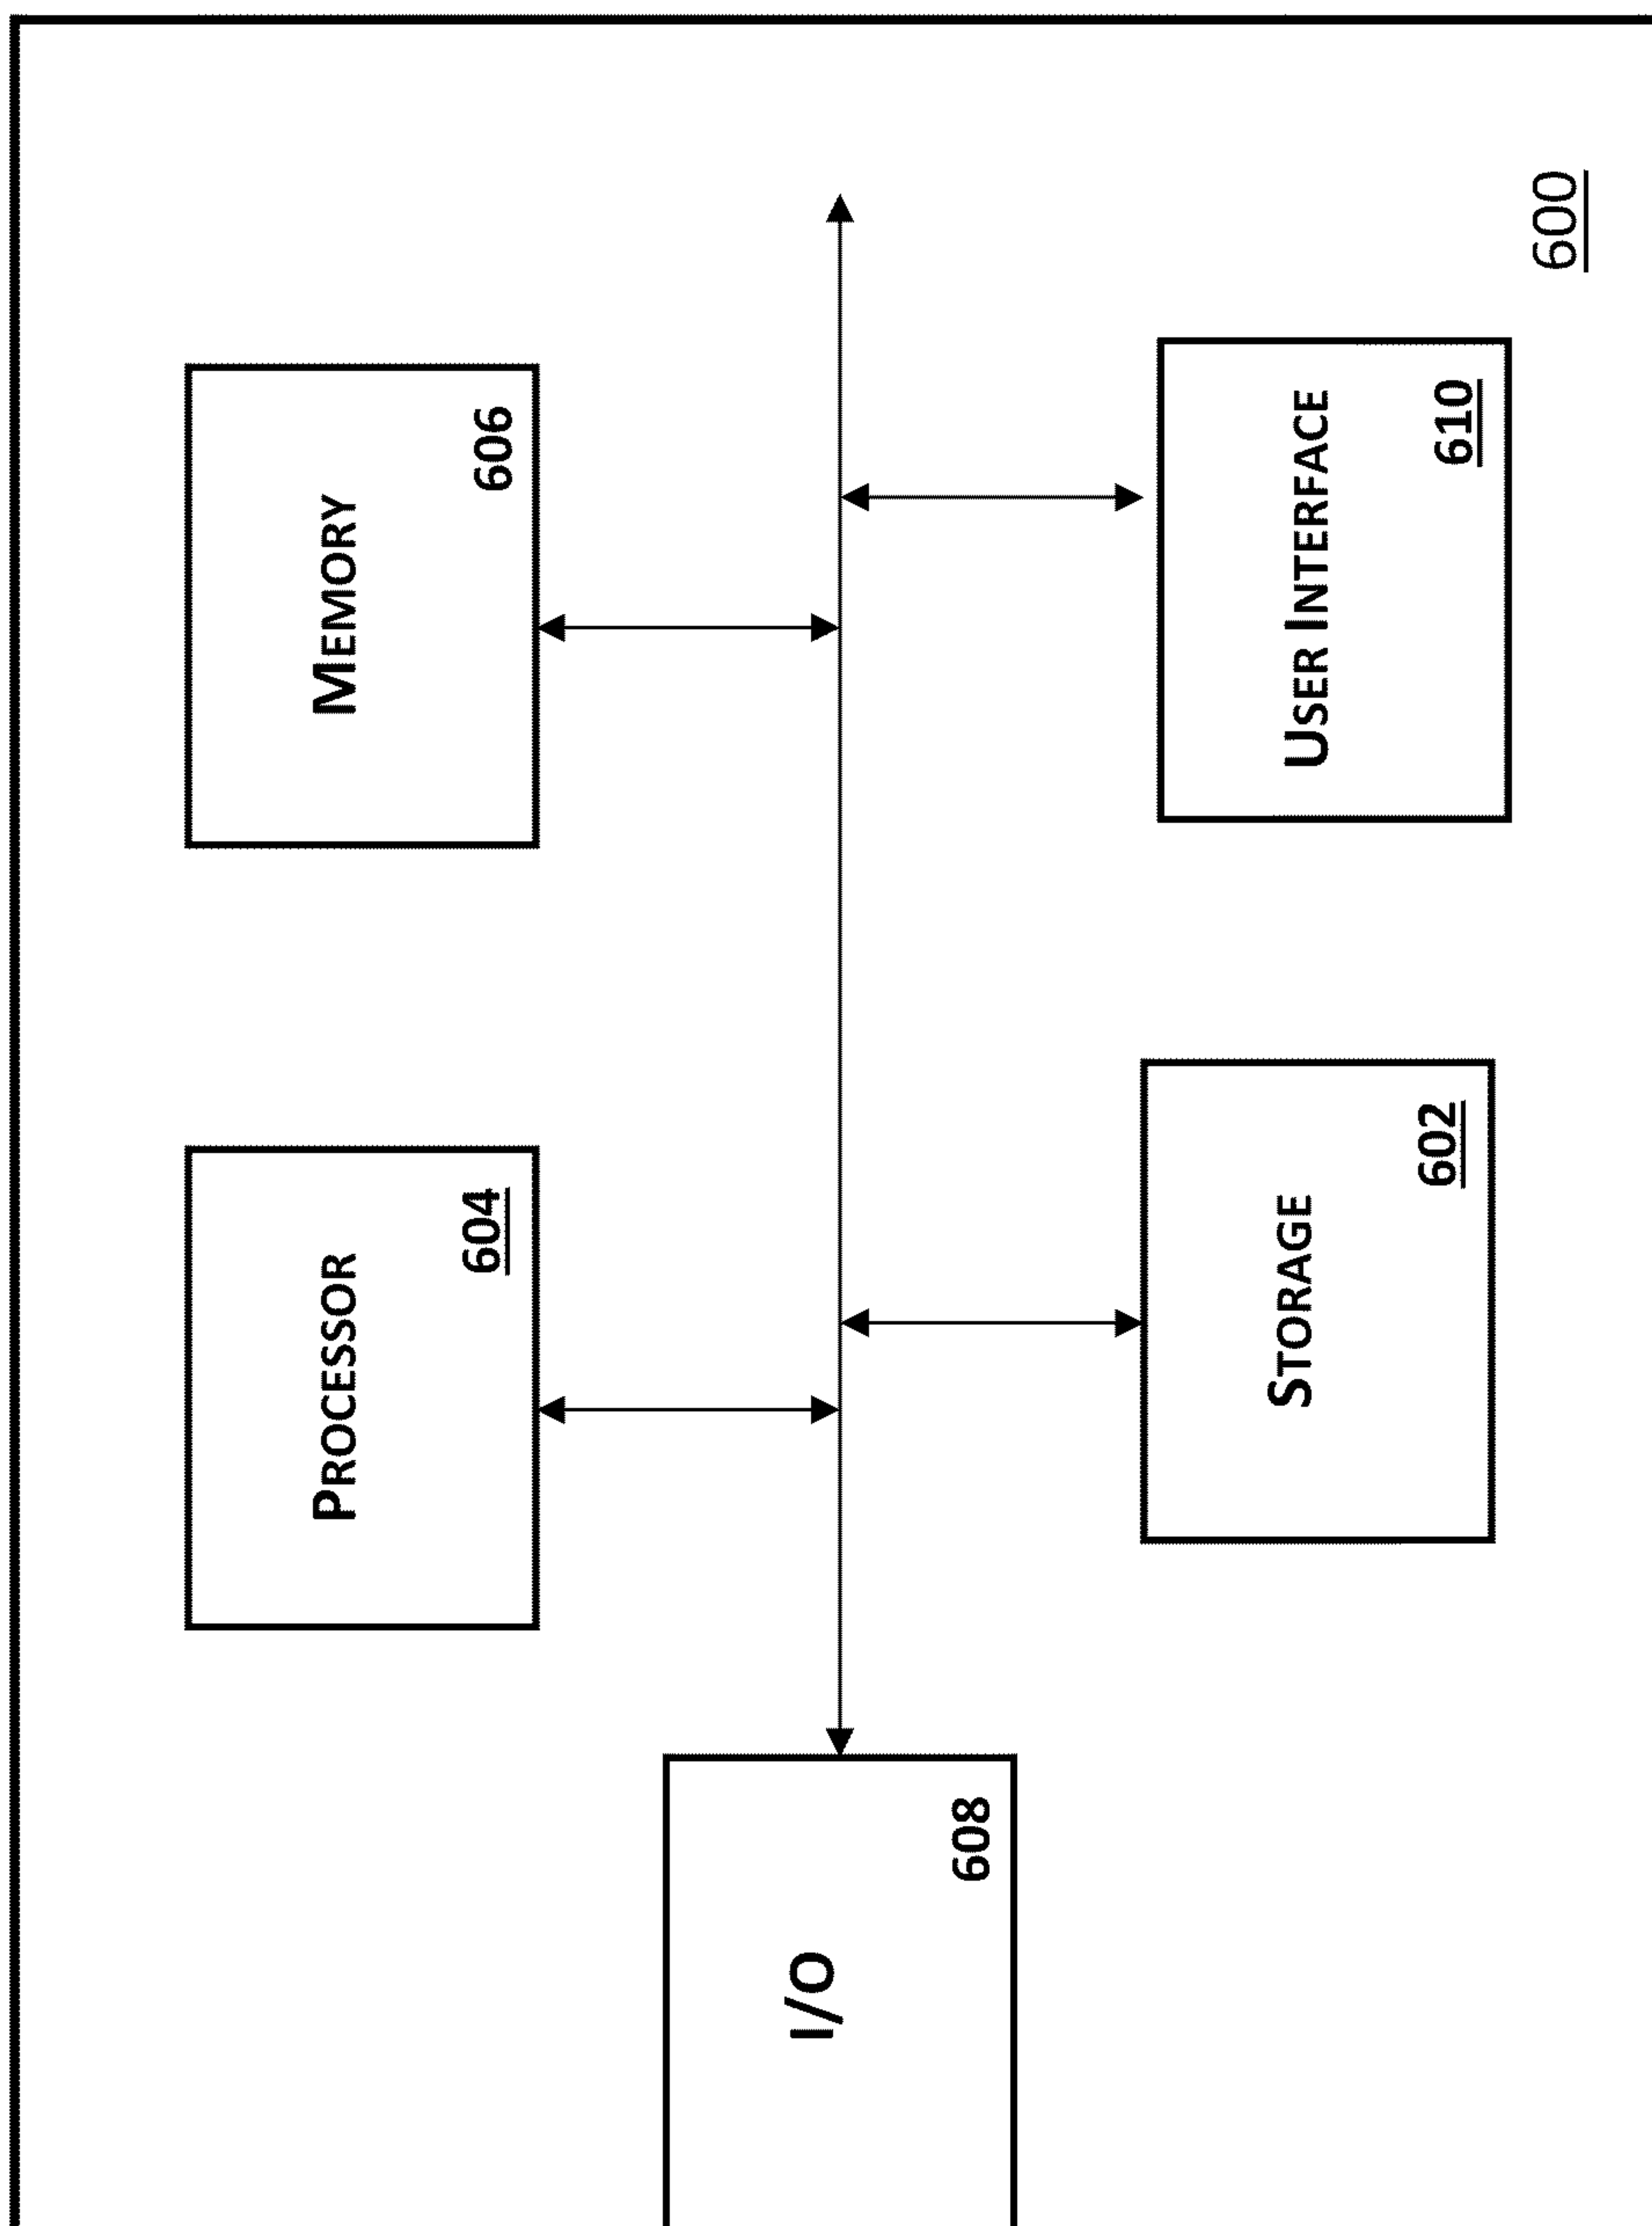 PROCESSOR
604
MEMORY
606
I/O
608
STORAGE
602
USER INTERFACE
610
600